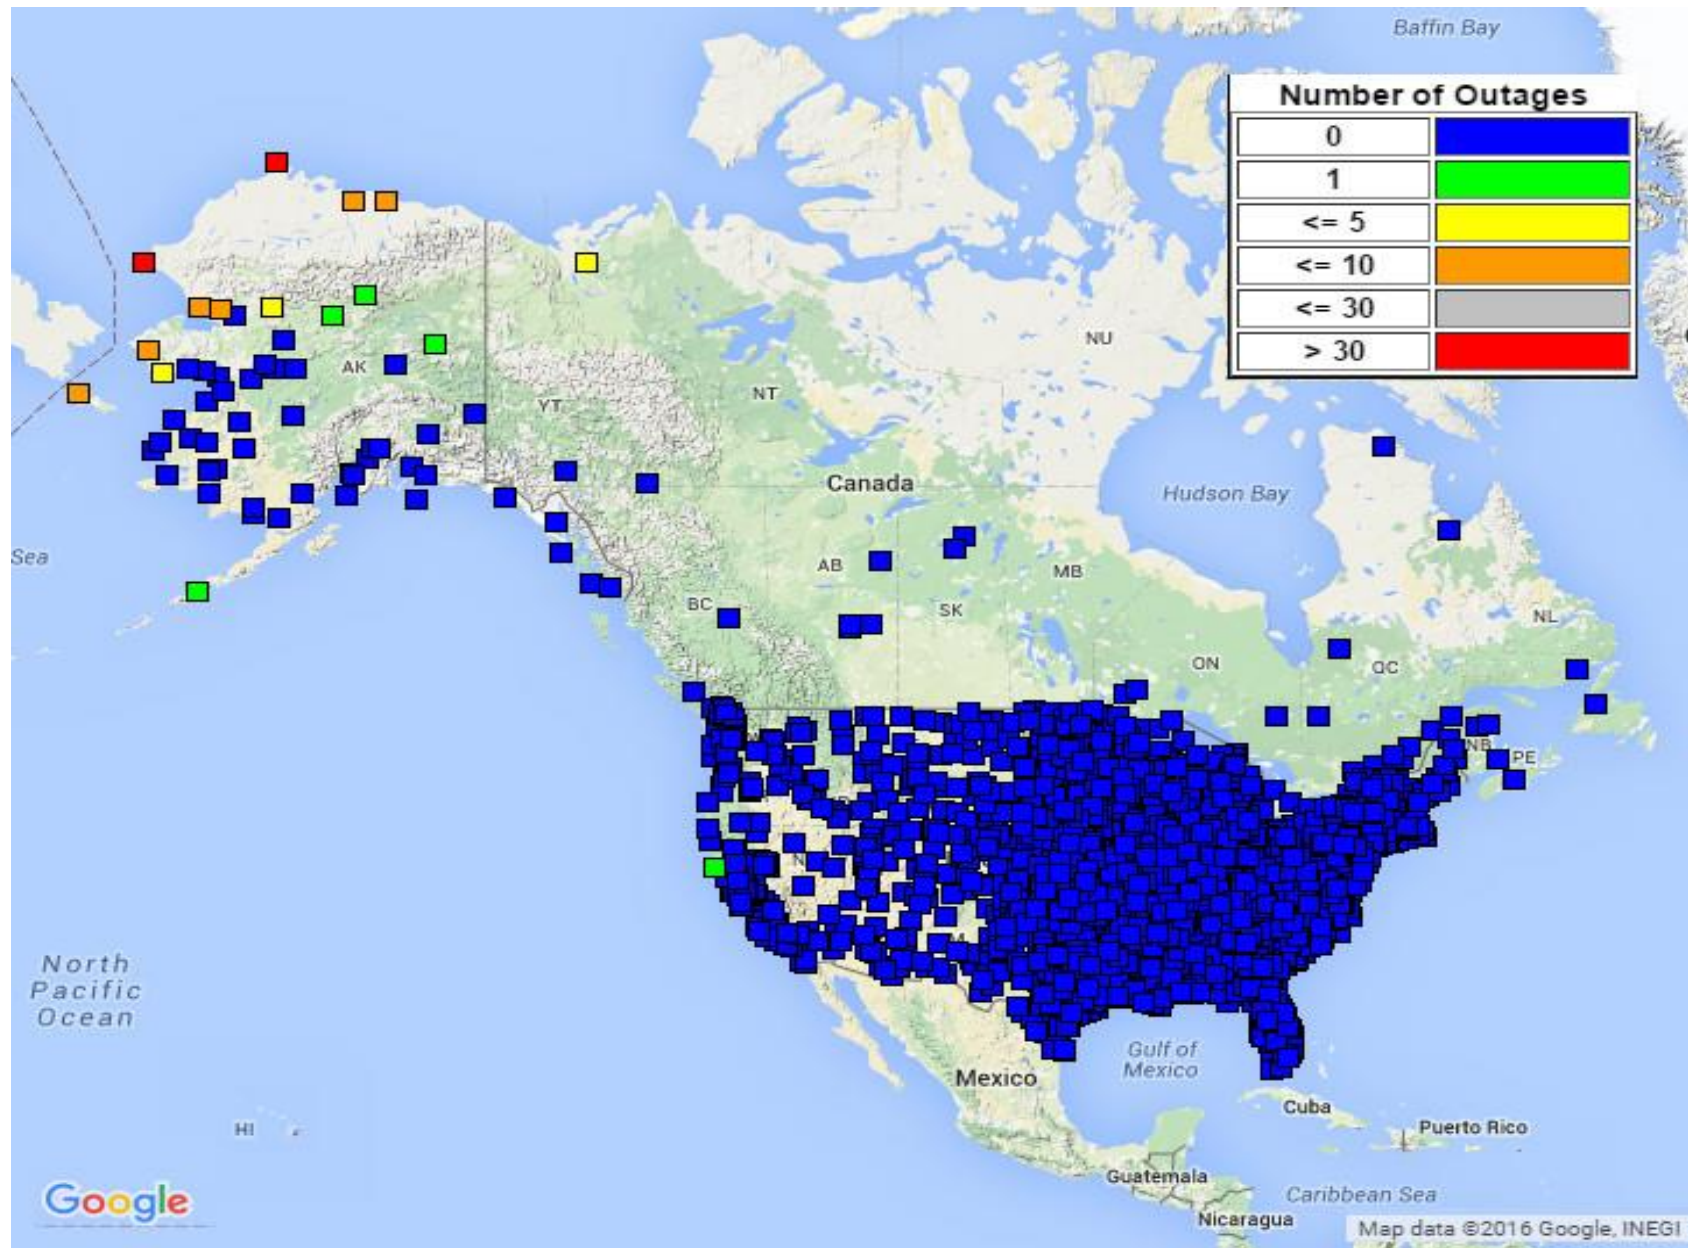 Baffin Bay
Number of Outages
0
1
<= 5
<= 10
<= 30
> 30
NU
AK
NT
YT
Canada
Hudson Bay
Sea
AB
MB
BC
SK
NL
ON
QC
NB
PE
North
Pacific
Ocean
Gulf of
Mexico
Mexico
Cuba
HI
Puerto Rico
Guatemala
Caribbean Sea
Google
Nicaragua
Map data ©2016 Google, INEGI